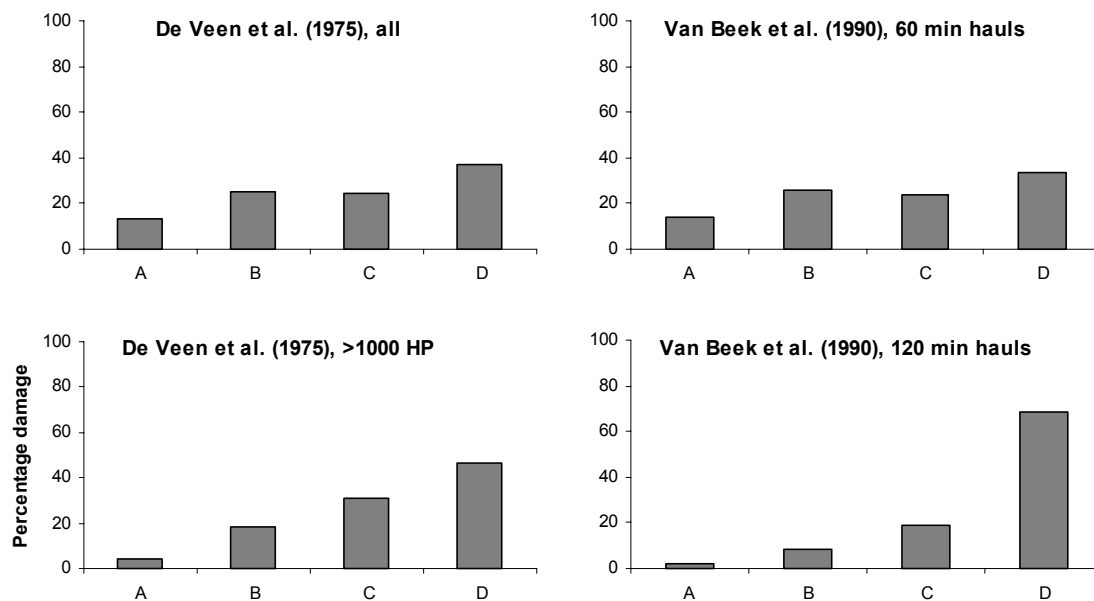 De Veen et al. (1975), all
100
80
60
40
20
0
A B C D
Van Beek et al. (1990), 60 min hauls
100
80
60
40
20
0
A B C D
De Veen et al. (1975), >1000 HP
Percentage damage
100
80
60
40
20
0
A B C D
Van Beek et al. (1990), 120 min hauls
100
80
60
40
20
0
A B C D